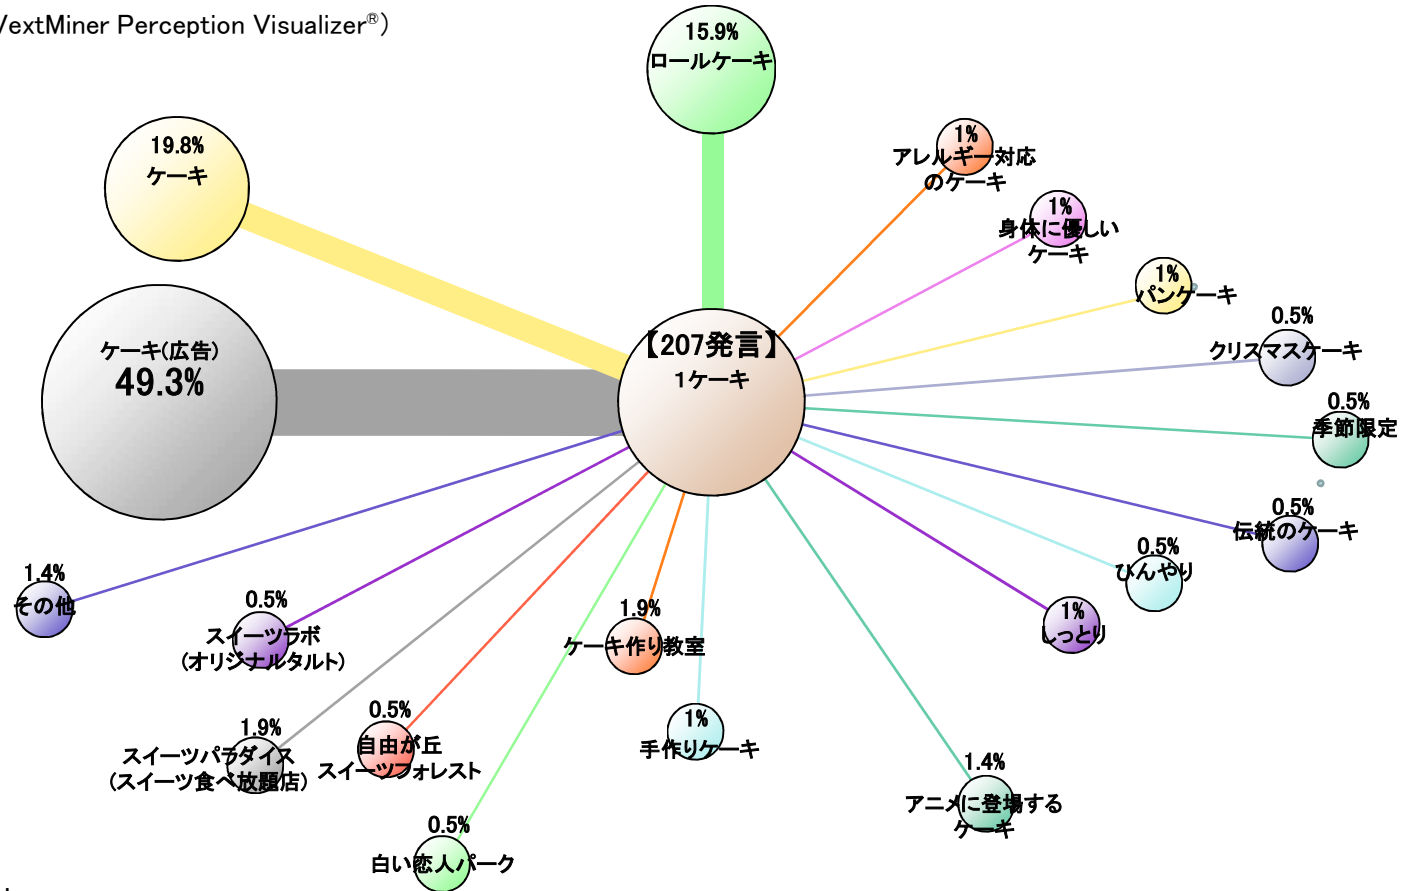 VextMiner Perception Visualizer®)
15.9%
ロールケーキ
19.8%
ケーキ
1%
アレルギー対応
のケーキ
1%
身体に優しい
ケーキ
1%
パンケーキ
0.5%
クリスマスケーキ
ケーキ(広告)
49.3%
【207発言】
1ケーキ
0.5%
季節限定
0.5%
伝統のケーキ
0.5%
ひんやり
1%
しっとり
1.4%
その他
0.5%
スイーツラボ
(オリジナルタルト)
1.9%
ケーキ作り教室
1.9%
スイーツパラダイス
(スイーツ食べ放題店)
0.5%
自由が丘
スイーツフォレスト
1%
手作りケーキ
1.4%
アニメに登場する
ケーキ
0.5%
白い恋人パーク